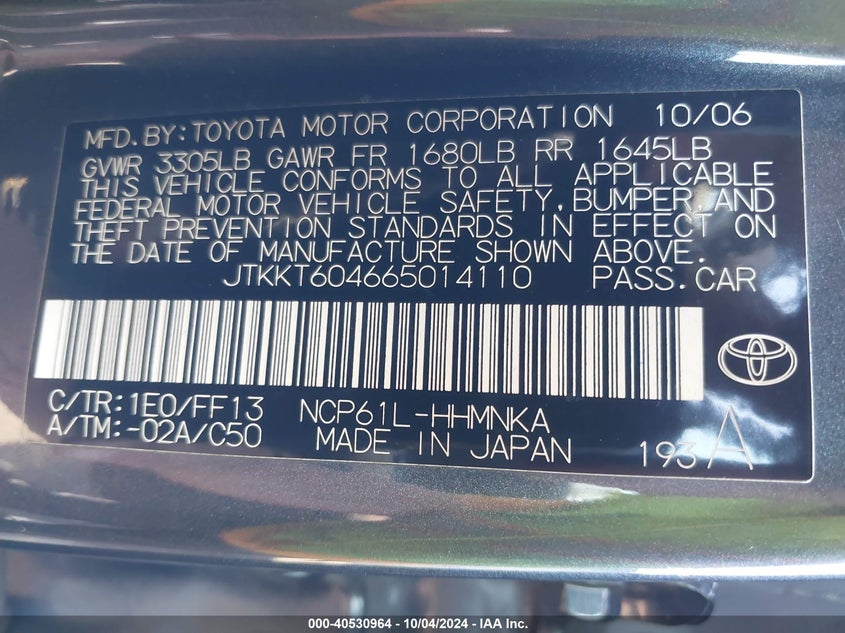 MFD.BY:TOYOTA MOTOR CORPORATION 10/06
GVWR 3305LB GAWR FR 1680LB RR 1645LB
THIS VEHICLE CONFORMS TO ALL APPLICABLE
FEDERAL MOTOR VEHICLE SAFETY,BUMPER,AND
THEFT PREVENTION STANDARDS IN EFFECT ON
THE DATE OF MANUFACTURE SHOWN ABOVE.
JTKKT604665014110 PASS.CAR
C/TR:1E0/FF13 NCP61L-HHMNKA
A/TM:-02A/C50 MADE IN JAPAN 193 A
000-40530964 - 10/04/2024 - IAA Inc.